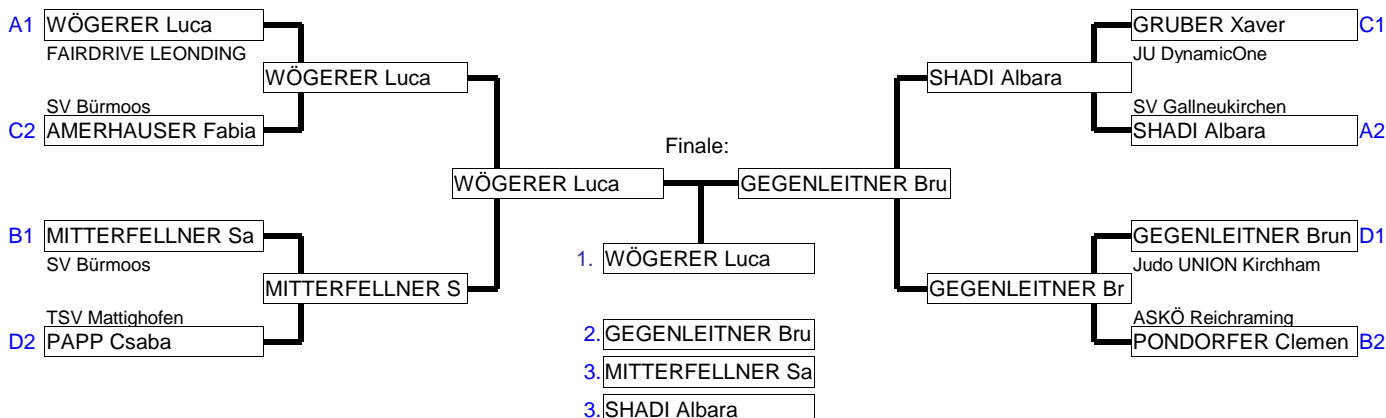 A1 WÖGERER Luca
FAIRDRIVE LEONDING
WÖGERER Luca
SV Bürmoos
C2 AMERHAUSER Fabia
WÖGERER Luca
B1 MITTERFELLNER Sa
SV Bürmoos
MITTERFELLNER S
TSV Mattighofen
D2 PAPP Csaba
Finale:
1. WÖGERER Luca
2. GEGENLEITNER Bru
3. MITTERFELLNER Sa
3. SHADI Albara
GRUBER Xaver C1
JU DynamicOne
SHADI Albara
SV Gallneukirchen
SHADI Albara A2
GEGENLEITNER Bru
GEGENLEITNER Brun D1
Judo UNION Kirchham
GEGENLEITNER Br
ASKÖ Reichraming
PONDORFER Clemen B2